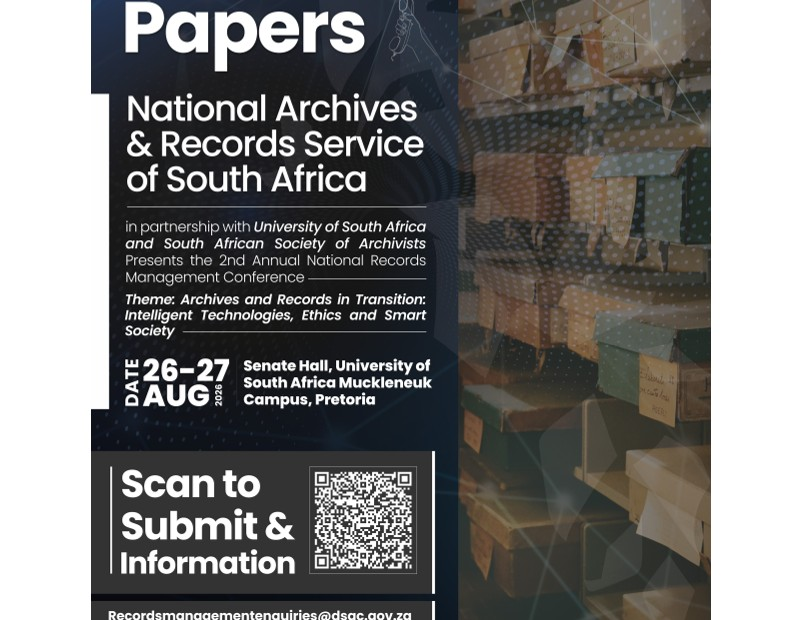 Papers
National Archives
& Records Service
of South Africa
in partnership with University of South Africa
and South African Society of Archivists
Presents the 2nd Annual National Records
Management Conference
Theme: Archives and Records in Transition:
Intelligent Technologies, Ethics and Smart
Society
DATE
26-27
AUG
2026
Senate Hall, University of
South Africa Muckleneuk
Campus, Pretoria
Scan to
Submit &
Information
Recordsmanagementenquiries@dsac.gov.za